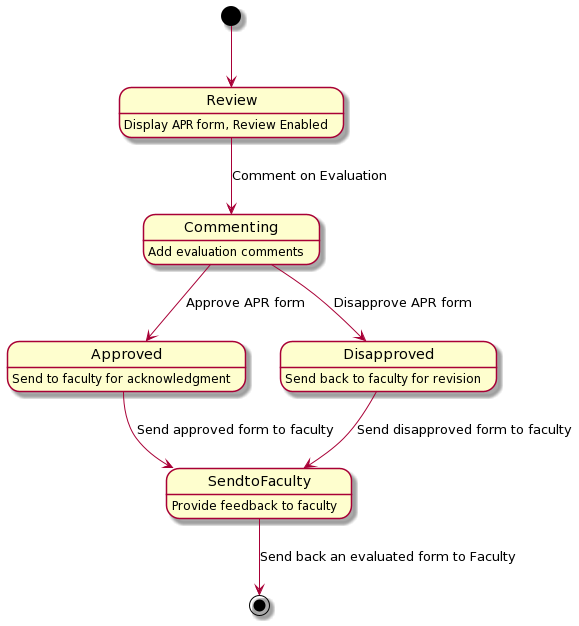 Review
Display APR form, Review Enabled
Comment on Evaluation
Commenting
Add evaluation comments
Approve APR form
Disapprove APR form
Approved
Send to faculty for acknowledgment
Disapproved
Send back to faculty for revision
Send approved form to faculty
Send disapproved form to faculty
SendtoFaculty
Provide feedback to faculty
Send back an evaluated form to Faculty